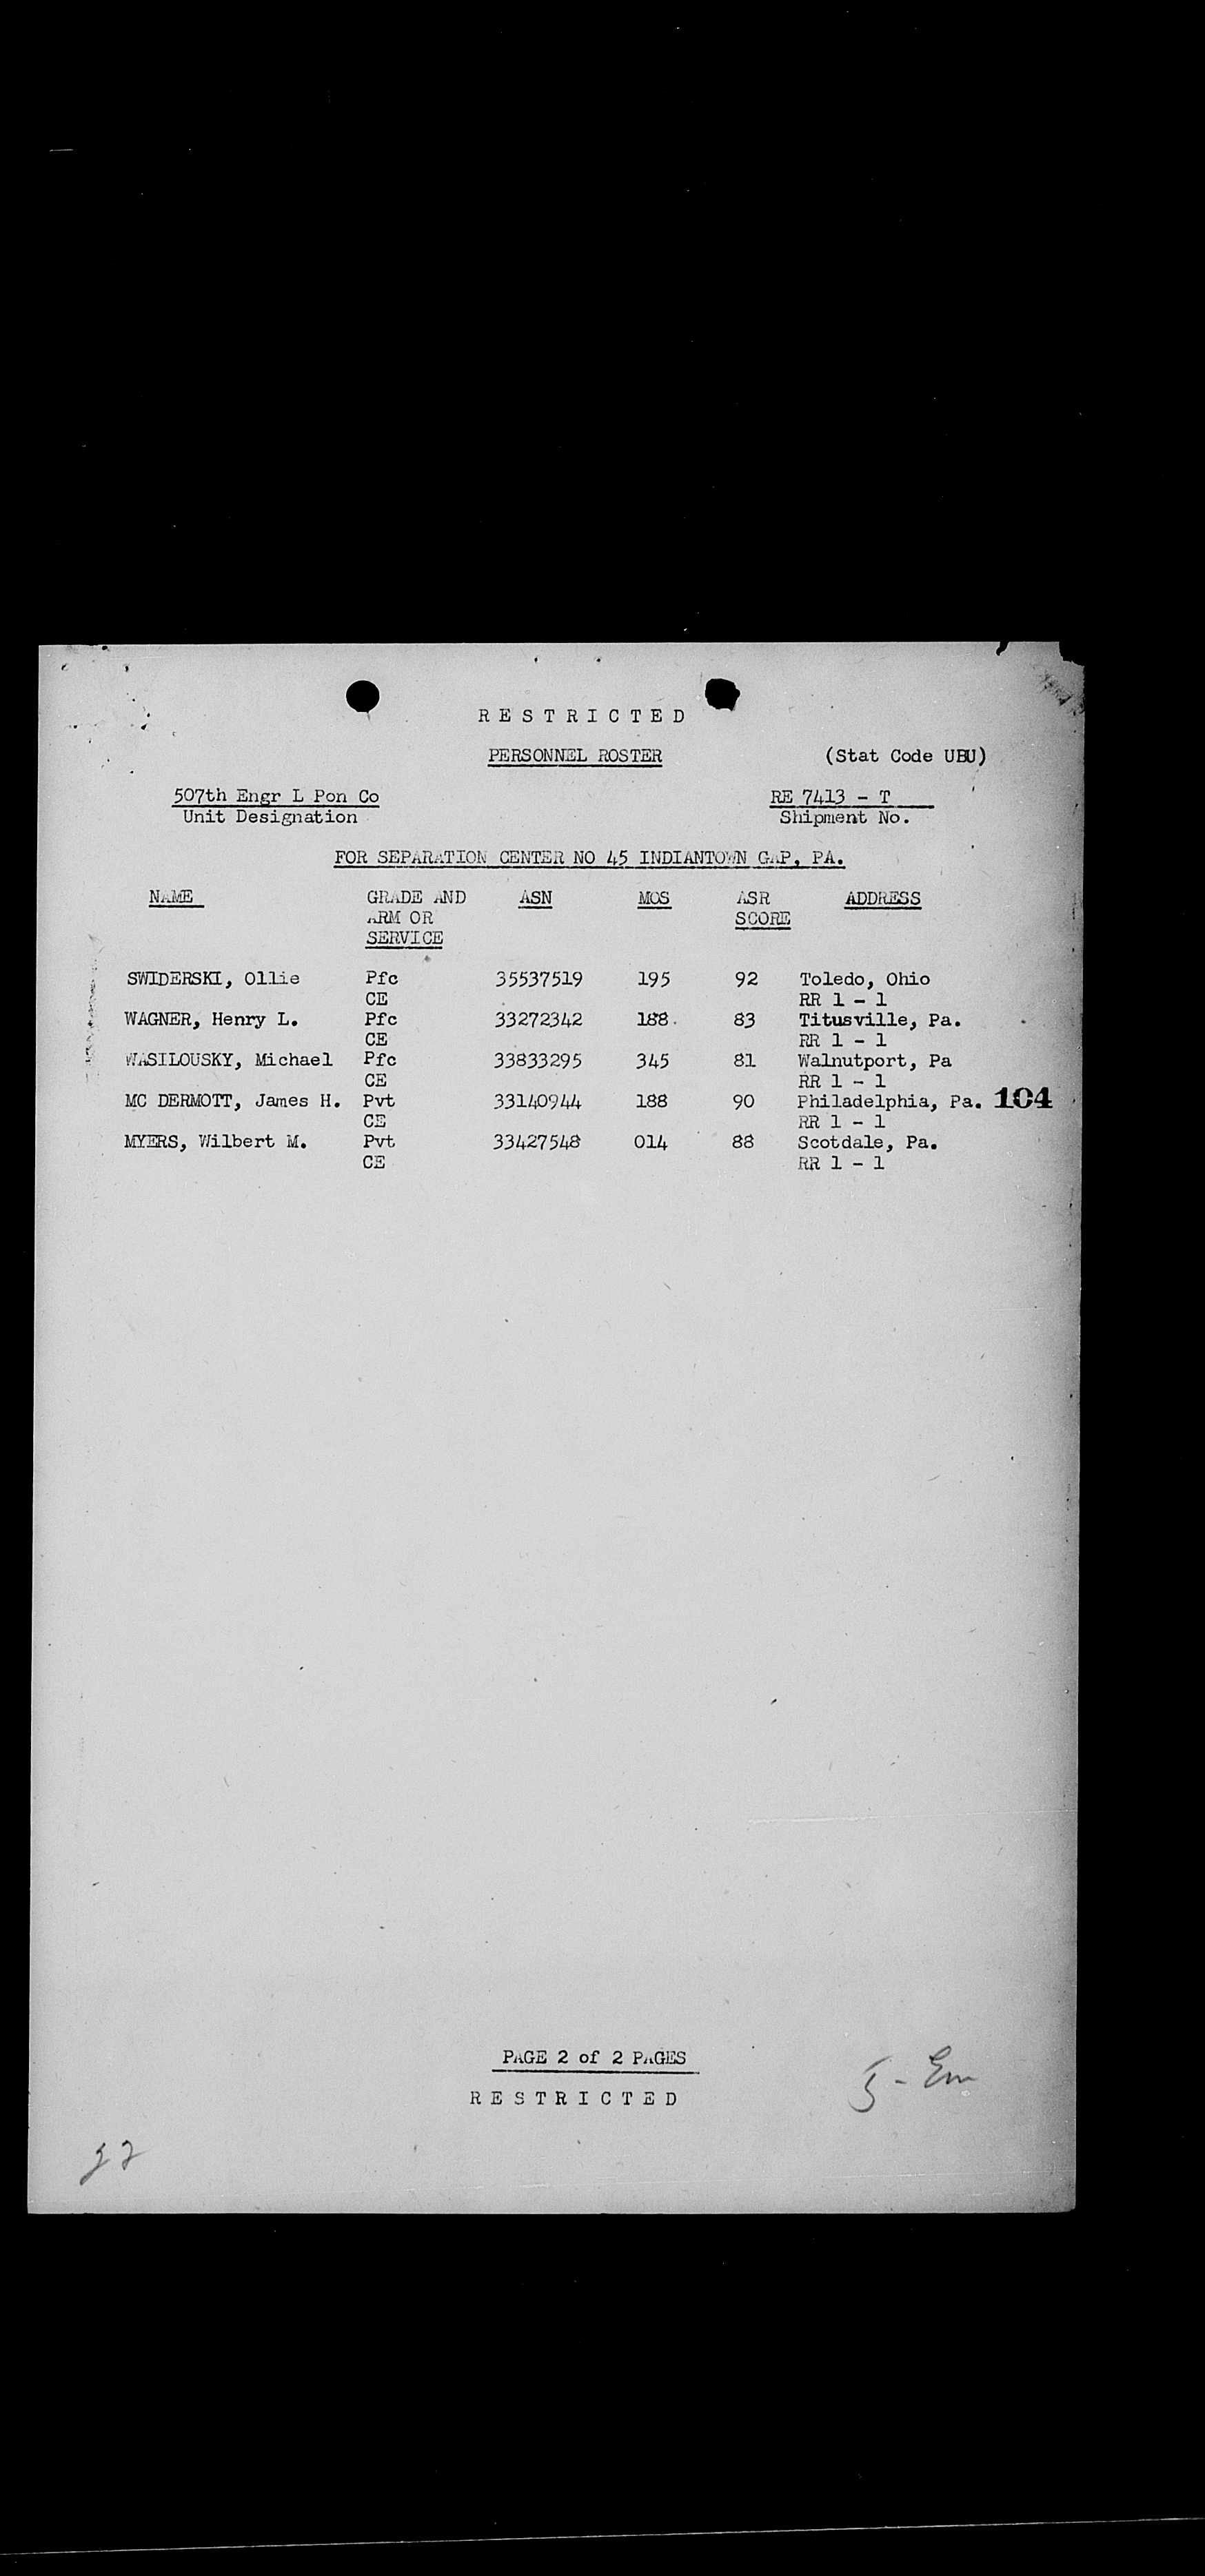 R E S T R I C T E D
PERSONNEL ROSTER (Stat Code UBU)
507th Engr L Pon Co RE 7413 - T
Unit Designation Shipment No.
FOR SEPARATION CENTER NO 45 INDIANTOWN GAP, PA.
NAME GRADE AND ASN MOS ASR ADDRESS
ARM OR SCORE
SERVICE
SWIDERSKI, Ollie Pfc 35537519 195 92 Toledo, Ohio
CE RR 1 - 1
WAGNER, Henry L. Pfc 33272342 188 83 Titusville, Pa.
CE RR 1 - 1
WASILOUSKY, Michael Pfc 33833295 345 81 Walnutport, Pa
CE RR 1 - 1
MC DERMOTT, James H. Pvt 33140944 188 90 Philadelphia, Pa. 104
CE RR 1 - 1
MYERS, Wilbert M. Pvt 33427548 014 88 Scotdale, Pa.
CE RR 1 - 1
PAGE 2 of 2 PAGES
5 - Em
R E S T R I C T E D